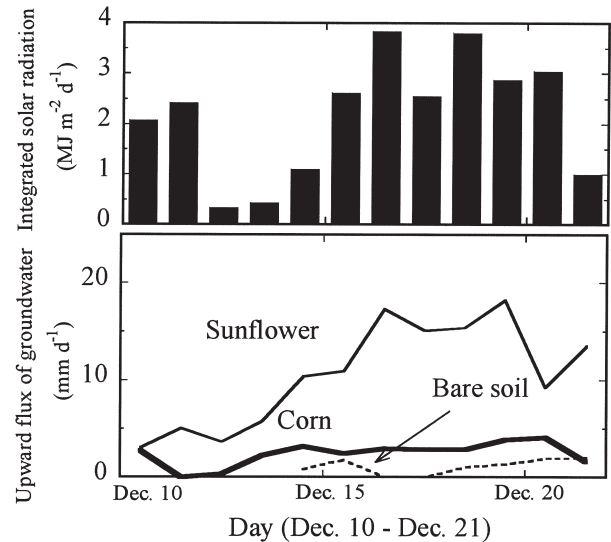 Integrated solar radiation
(MJ m-2 d-1)
4
3
2
1
0
Upward flux of groundwater
(mm d-1)
20
10
0
Sunflower
Bare soil
Corn
Dec. 10
Dec. 15
Dec. 20
Day (Dec. 10 - Dec. 21)